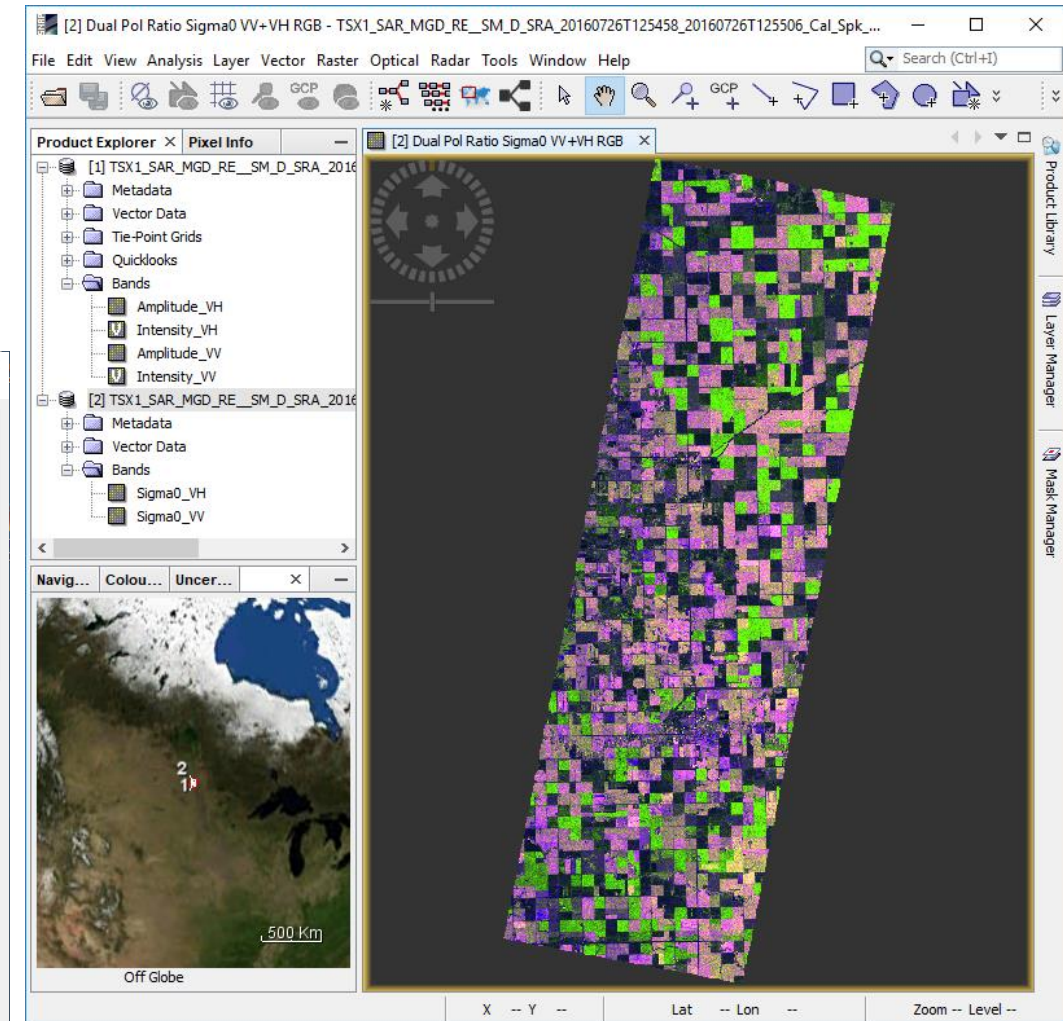 [2] Dual Pol Ratio Sigma0 VV+VH RGB - TSX1_SAR_MGD_RE__SM_D_SRA_20160726T125458_20160726T125506_Cal_Spk_...
File Edit View Analysis Layer Vector Raster Optical Radar Tools Window Help
Search (Ctrl+I)
GCP
GCP
Product Explorer Pixel Info
[2] Dual Pol Ratio Sigma0 VV+VH RGB
[1] TSX1_SAR_MGD_RE__SM_D_SRA_2016
Metadata
Vector Data
Tie-Point Grids
Quicklooks
Bands
Amplitude_VH
Intensity_VH
Amplitude_VV
Intensity_VV
[2] TSX1_SAR_MGD_RE__SM_D_SRA_2016
Metadata
Vector Data
Bands
Sigma0_VH
Sigma0_VV
Product Library
Layer Manager
Mask Manager
Navig... Colou... Uncer...
2
1
500 Km
Off Globe
X -- Y -- Lat -- Lon -- Zoom -- Level --